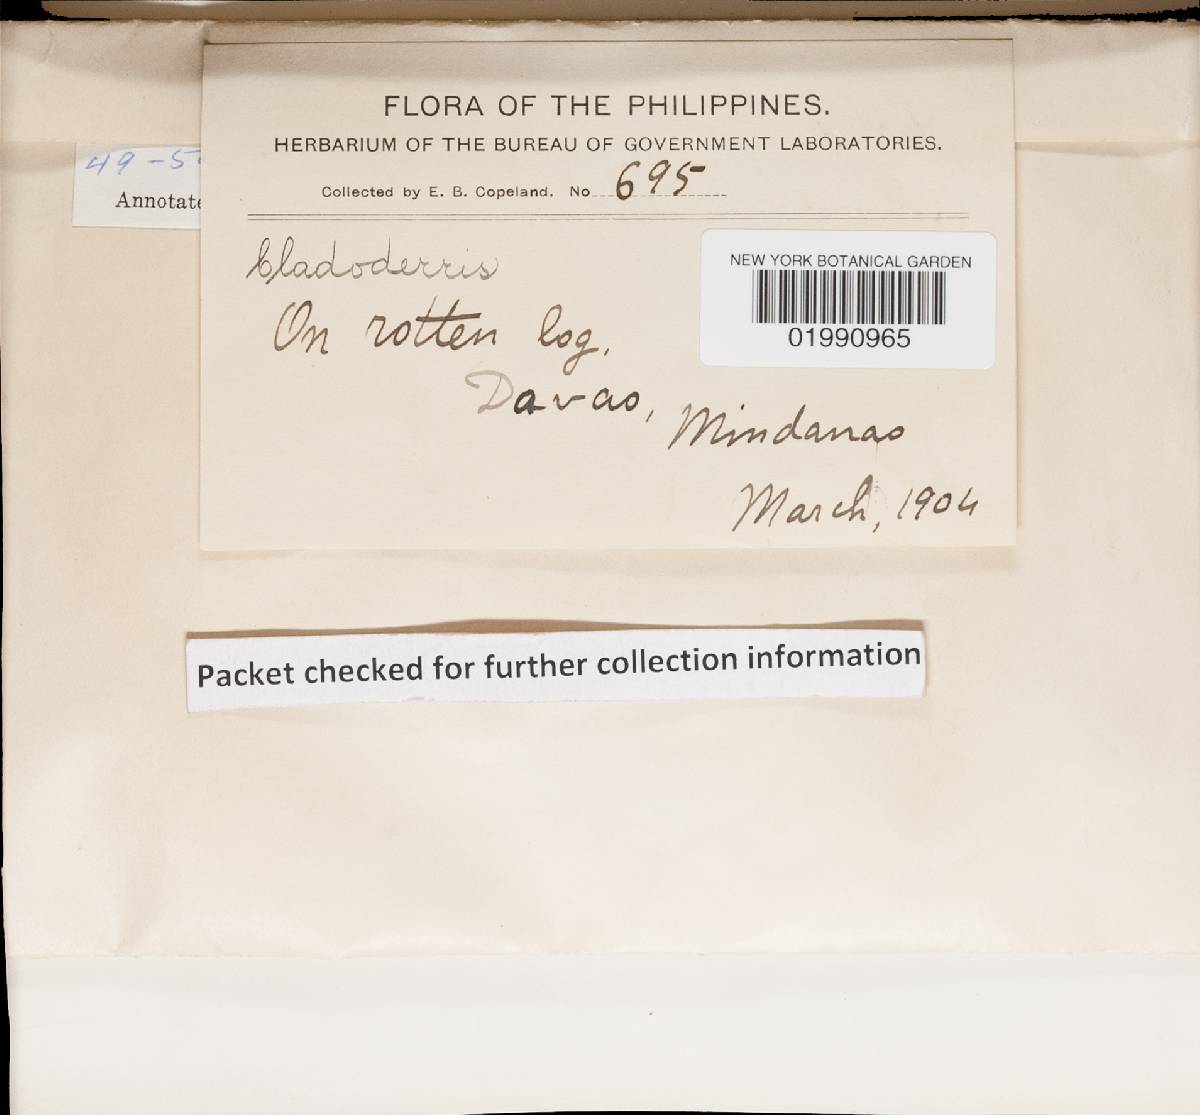 FLORA OF THE PHILIPPINES.
HERBARIUM OF THE BUREAU OF GOVERNMENT LABORATORIES.
Collected by E. B. Copeland. No. 695
49-5
Annotate
Cladoderris
NEW YORK BOTANICAL GARDEN
01990965
On rotten log.
Davao, Mindanao
March, 1904
Packet checked for further collection information